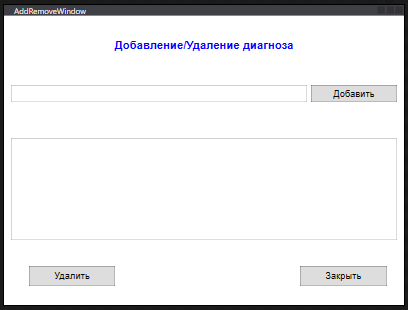 AddRemoveWindow
Добавление/Удаление диагноза
Добавить
Удалить
Закрыть